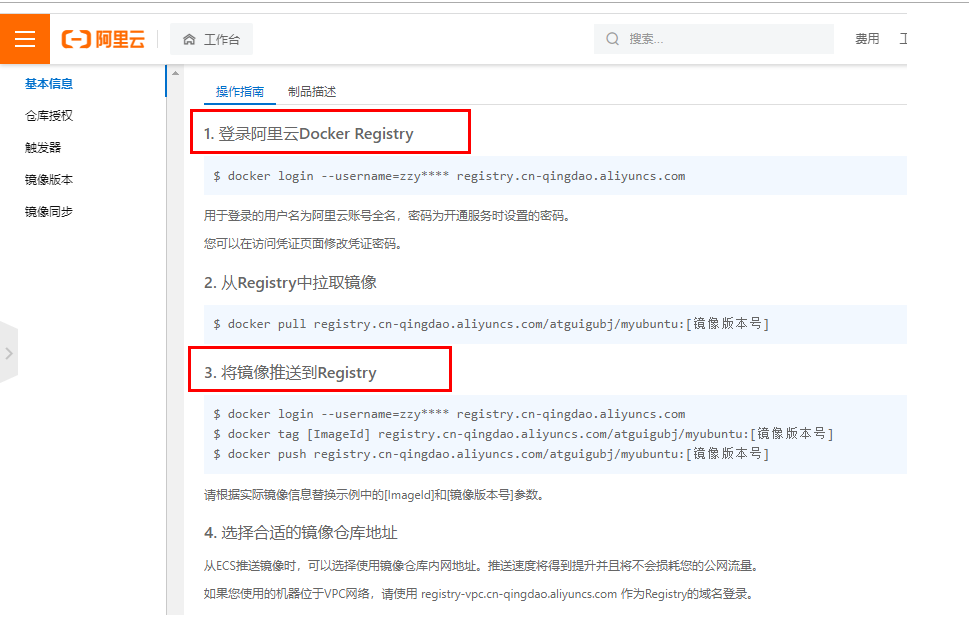 阿里云
工作台
搜索...
费用
基本信息
仓库授权
触发器
镜像版本
镜像同步
操作指南
制品描述
1. 登录阿里云Docker Registry
$ docker login --username=zzy**** registry.cn-qingdao.aliyuncs.com
用于登录的用户名为阿里云账号全名，密码为开通服务时设置的密码。
您可以在访问凭证页面修改凭证密码。
2. 从Registry中拉取镜像
$ docker pull registry.cn-qingdao.aliyuncs.com/atguigubj/myubuntu:[镜像版本号]
3. 将镜像推送到Registry
$ docker login --username=zzy**** registry.cn-qingdao.aliyuncs.com
$ docker tag [ImageId] registry.cn-qingdao.aliyuncs.com/atguigubj/myubuntu:[镜像版本号]
$ docker push registry.cn-qingdao.aliyuncs.com/atguigubj/myubuntu:[镜像版本号]
请根据实际镜像信息替换示例中的[ImageId]和[镜像版本号]参数。
4. 选择合适的镜像仓库地址
从ECS推送镜像时，可以选择使用镜像仓库内网地址。推送速度将得到提升并且将不会损耗您的公网流量。
如果您使用的机器位于VPC网络，请使用 registry-vpc.cn-qingdao.aliyuncs.com 作为Registry的域名登录。